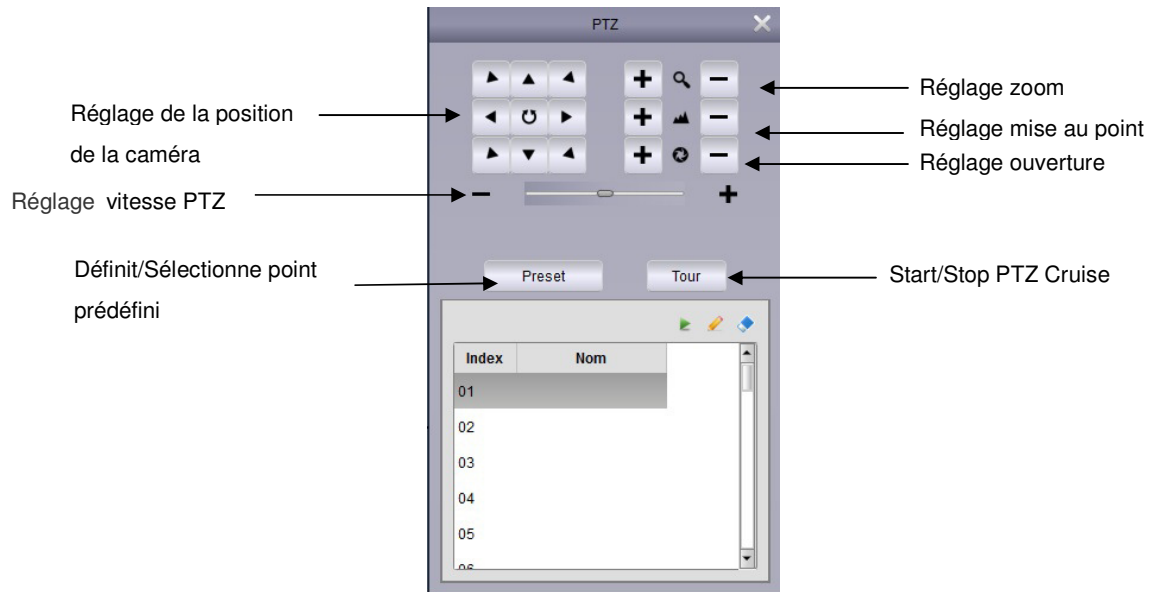 PTZ
Réglage de la position
de la caméra
Réglage vitesse PTZ
Définit/Sélectionne point
prédéfini
Réglage zoom
Réglage mise au point
Réglage ouverture
Start/Stop PTZ Cruise
Preset Tour
Index Nom
01
02
03
04
05
06